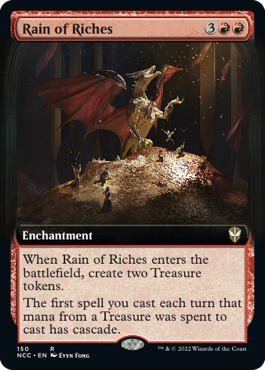 Rain of Riches 3
Enchantment
When Rain of Riches enters the
battlefield, create two Treasure
tokens.
The first spell you cast each turn that
mana from a Treasure was spent to
cast has cascade.
150 R
NCC • EN Evyn Fong
™ & © 2022 Wizards of the Coast